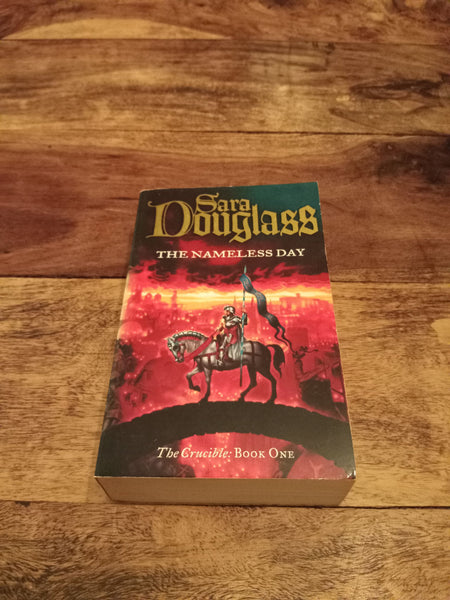 Sara
Douglass
THE NAMELESS DAY
The Crucible: BOOK ONE